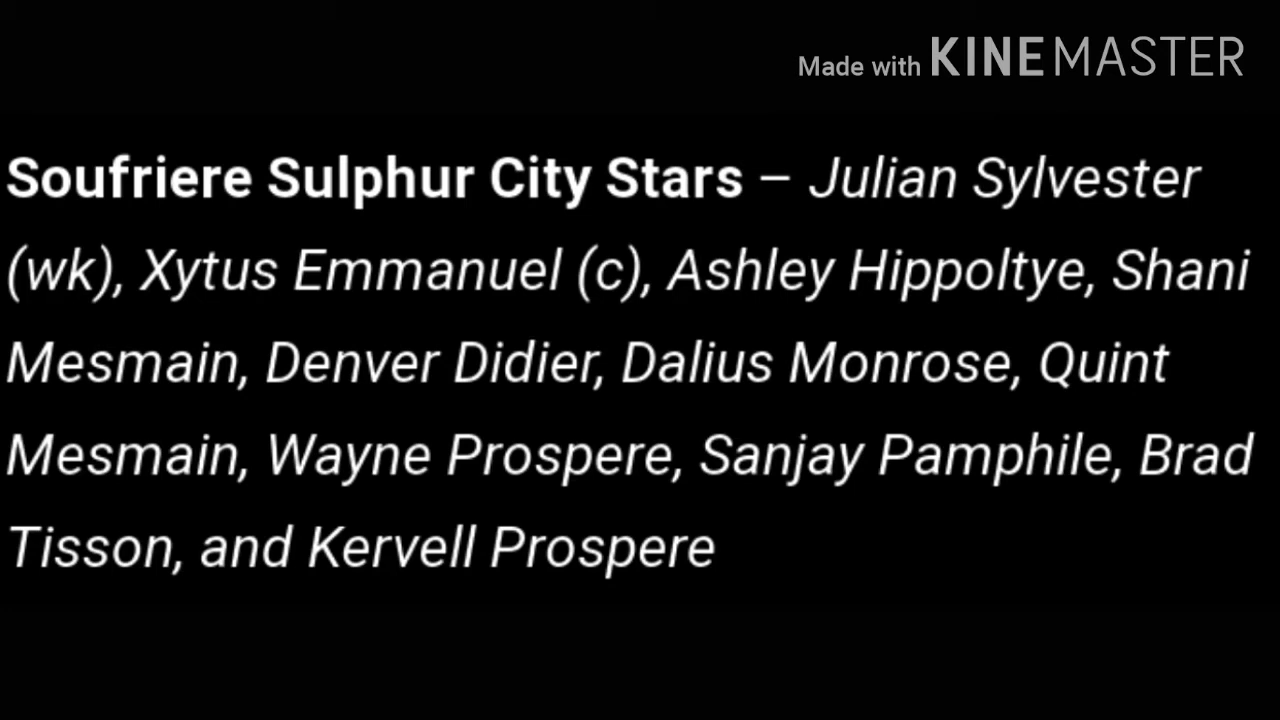 Made with KINEMASTER
Soufriere Sulphur City Stars – Julian Sylvester
(wk), Xytus Emmanuel (c), Ashley Hippoltye, Shani
Mesmain, Denver Didier, Dalius Monrose, Quint
Mesmain, Wayne Prospere, Sanjay Pamphile, Brad
Tisson, and Kervell Prospere